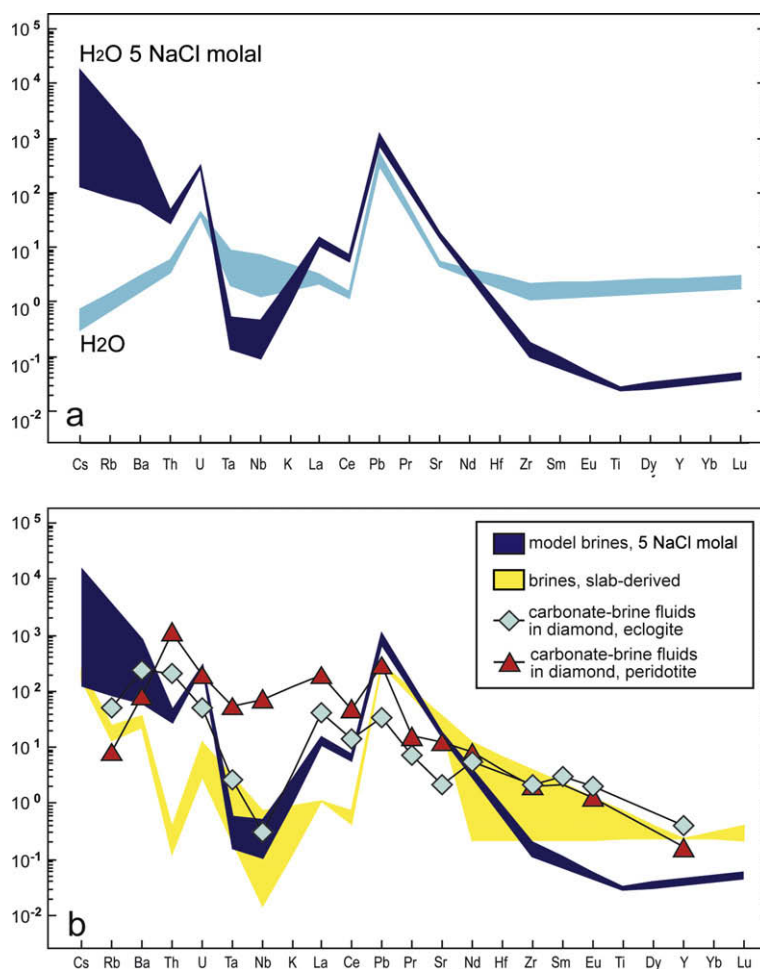 10^5
H2O 5 NaCl molal
10^4
10^3
10^2
10^1
10^0
H2O
10^-1
10^-2
a
Cs Rb Ba Th U Ta Nb K La Ce Pb Pr Sr Nd Hf Zr Sm Eu Ti Dy Y Yb Lu
10^5
model brines, 5 NaCl molal
10^4
brines, slab-derived
carbonate-brine fluids
in diamond, eclogite
10^3
carbonate-brine fluids
in diamond, peridotite
10^2
10^1
10^0
10^-1
10^-2
b
Cs Rb Ba Th U Ta Nb K La Ce Pb Pr Sr Nd Hf Zr Sm Eu Ti Dy Y Yb Lu